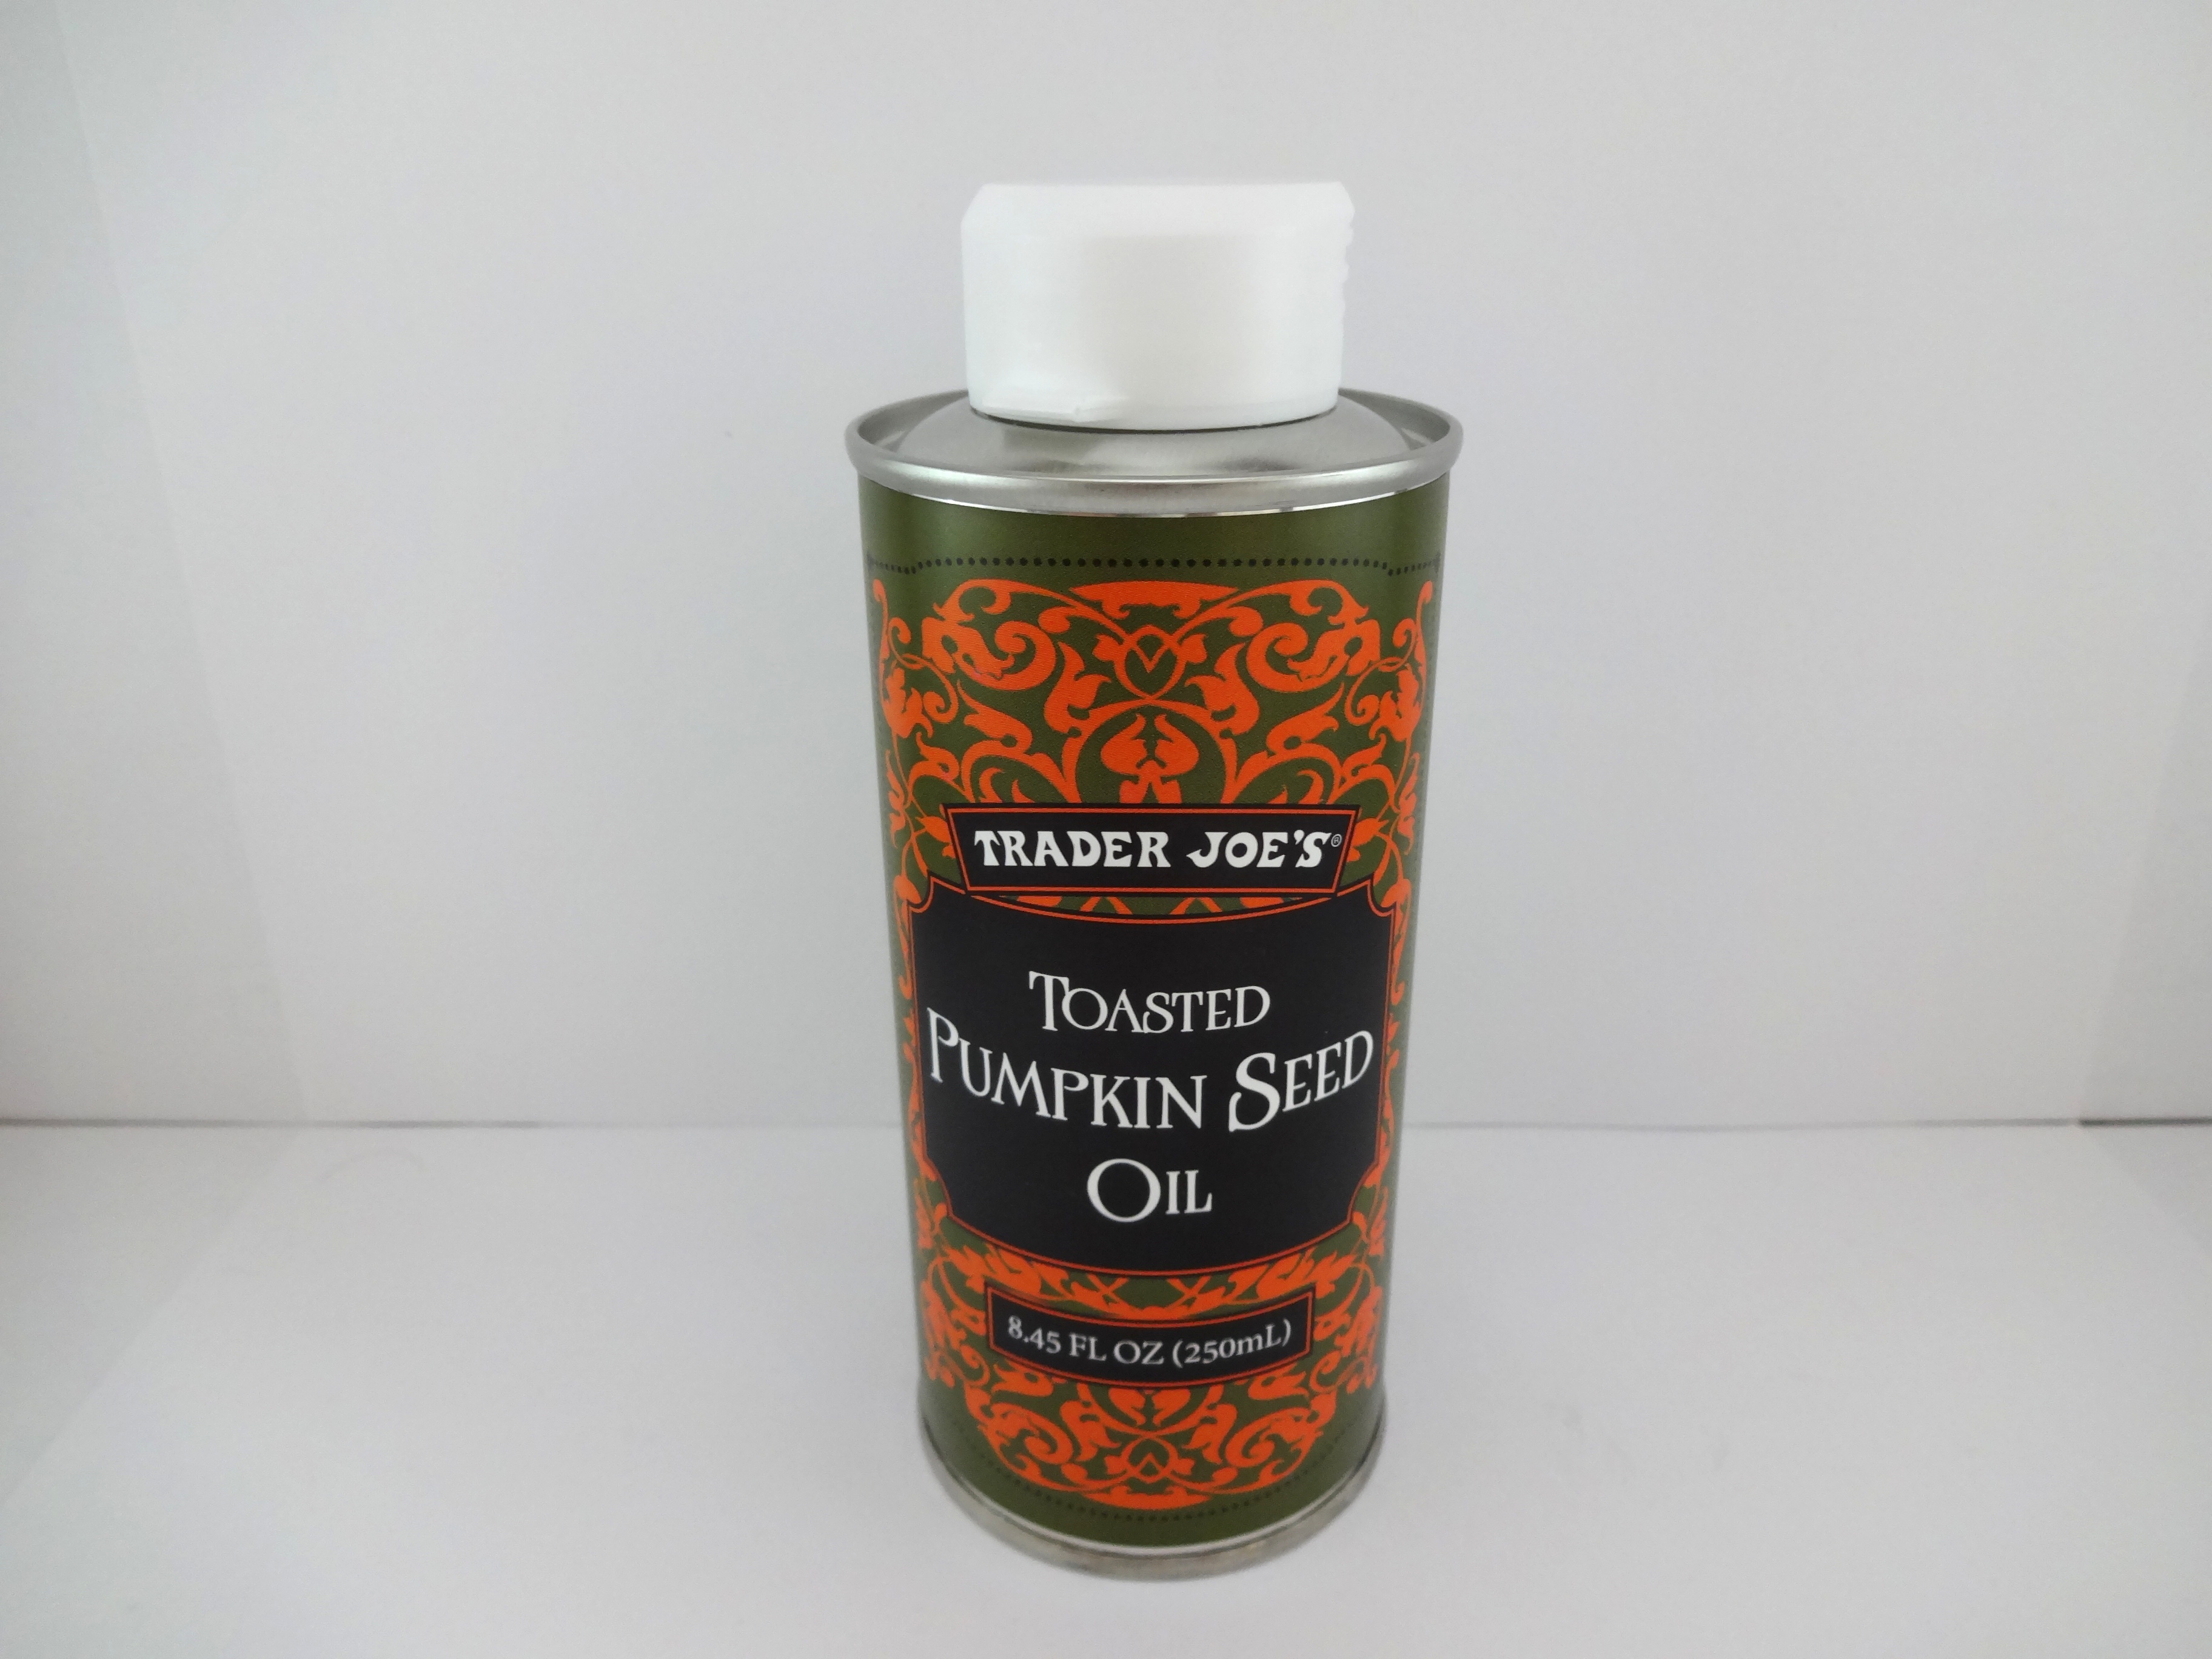 TRADER JOE'S®
TOASTED
PUMPKIN SEED
OIL
8.45 FL OZ (250mL)